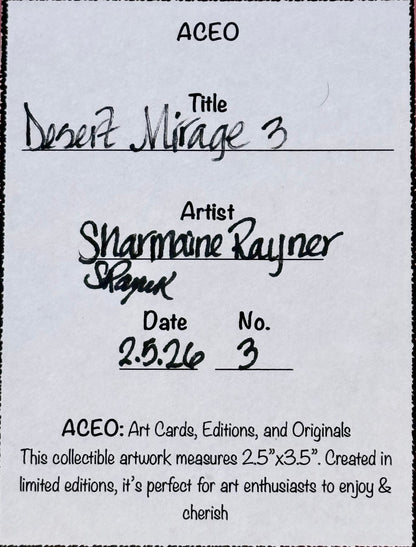 ACEO
Title
Desert Mirage 3
Artist
Sharmaine Rayner
SRayner
Date No.
2.5.26 3
ACEO: Art Cards, Editions, and Originals
This collectible artwork measures 2.5”x3.5”. Created in
limited editions, it’s perfect for art enthusiasts to enjoy &
cherish